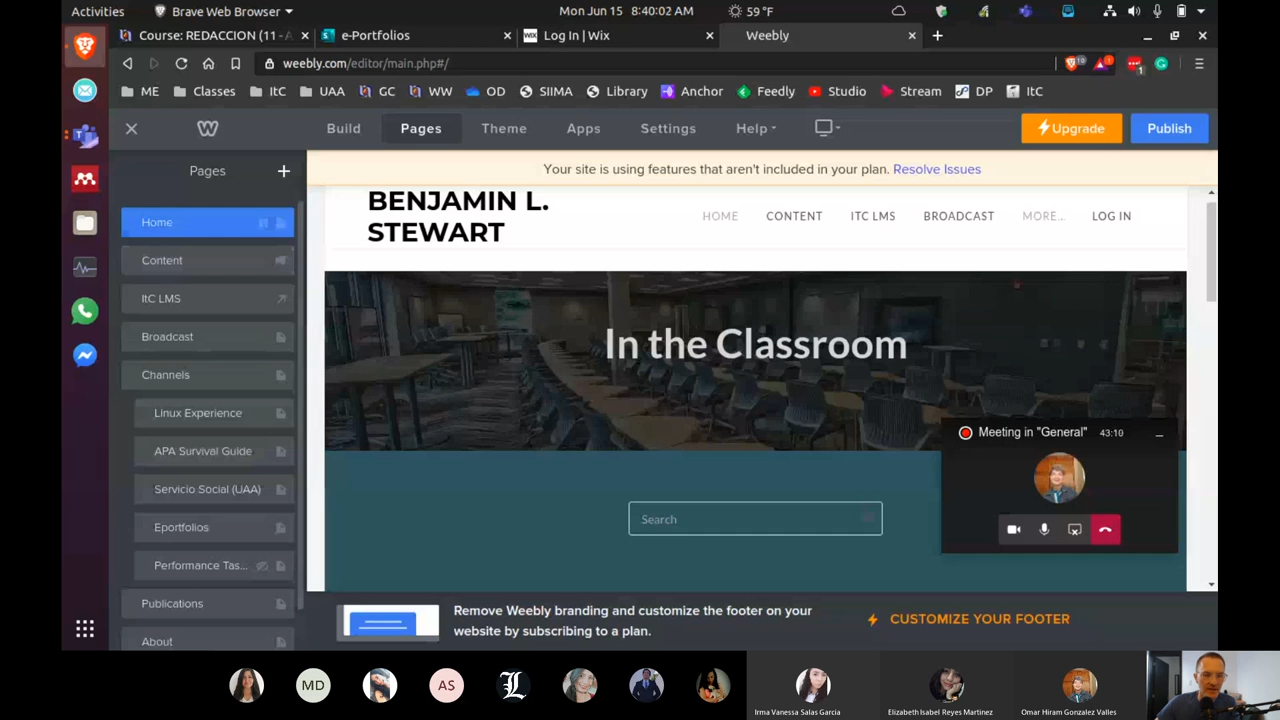 Activities
Brave Web Browser
Mon Jun 15 8:40:02 AM
59 °F
Course: REDACCION (11 - A
e-Portfolios
WIX
Log In | Wix
Weebly
weebly.com/editor/main.php#/
ME
Classes
ItC
UAA
GC
WW
OD
SIIMA
Library
Anchor
Feedly
Studio
Stream
DP
ItC
Build
Pages
Theme
Apps
Settings
Help
Upgrade
Publish
Pages
Your site is using features that aren't included in your plan. Resolve Issues
Home
Content
ItC LMS
Broadcast
Channels
Linux Experience
APA Survival Guide
Servicio Social (UAA)
Eportfolios
Performance Tas...
Publications
About
BENJAMIN L.
STEWART
HOME
CONTENT
ITC LMS
BROADCAST
MORE...
LOG IN
In the Classroom
Search
Meeting in "General"
43:10
Remove Weebly branding and customize the footer on your
website by subscribing to a plan.
CUSTOMIZE YOUR FOOTER
MD
AS
L
Irma Vanessa Salas Garcia
Elizabeth Isabel Reyes Martinez
Omar Hiram Gonzalez Valles